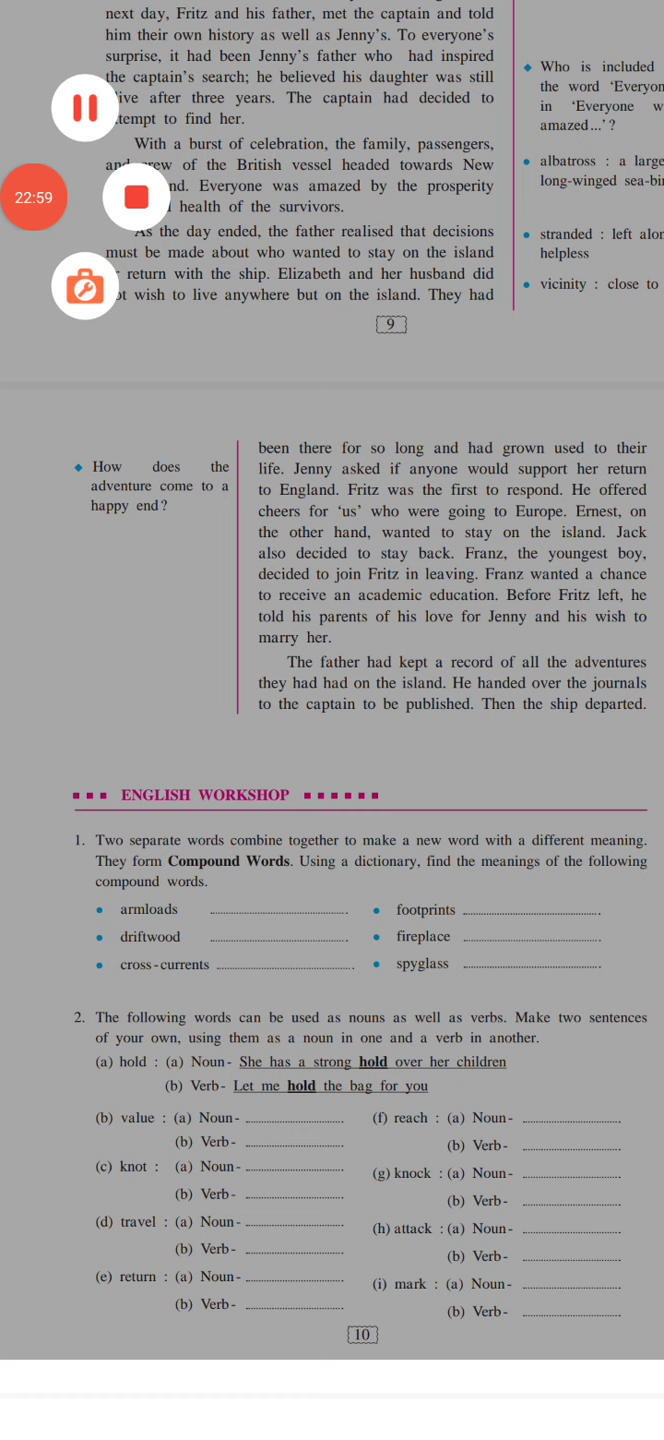 next day, Fritz and his father, met the captain and told
him their own history as well as Jenny's. To everyone's
surprise, it had been Jenny's father who had inspired
the captain's search; he believed his daughter was still
after three years. The captain had decided to
to find her.
With a burst of celebration, the family, passengers,
of the British vessel headed towards New
Everyone was amazed by the prosperity
health of the survivors.
As the day ended, the father realised that decisions
must be made about who wanted to stay on the island
return with the ship. Elizabeth and her husband did
wish to live anywhere but on the island. They had
Who is included
the word
in 'Everyone
amazed...'?
albatross : a large
long-winged
stranded : left
helpless
vicinity : close to
22:59
9
How does the
adventure come to a
happy end?
been there for so long and had grown used to their
life. Jenny asked if anyone would support her return
to England. Fritz was the first to respond. He offered
cheers for 'us' who were going to Europe. Ernest, on
the other hand, wanted to stay on the island. Jack
also decided to stay back. Franz, the youngest boy,
decided to join Fritz in leaving. Franz wanted a chance
to receive an academic education. Before Fritz left, he
told his parents of his love for Jenny and his wish to
marry her.
The father had kept a record of all the adventures
they had had on the island. He handed over the journals
to the captain to be published. Then the ship departed.
ENGLISH WORKSHOP
1. Two separate words combine together to make a new word with a different meaning.
They form Compound Words. Using a dictionary, find the meanings of the following
compound words.
armloads footprints
driftwood fireplace
cross-currents spyglass
2. The following words can be used as nouns as well as verbs. Make two sentences
of your own, using them as a noun in one and a verb in another.
(a) hold : (a) Noun- She has a strong hold over her children
(b) Verb- Let me hold the bag for you
(b) value : (a) Noun-
(b) Verb-
(c) knot : (a) Noun-
(b) Verb-
(d) travel : (a) Noun-
(b) Verb-
(e) return : (a) Noun-
(b) Verb-
(f) reach : (a) Noun-
(b) Verb-
(g) knock : (a) Noun-
(b) Verb-
(h) attack : (a) Noun-
(b) Verb-
(i) mark : (a) Noun-
(b) Verb-
10